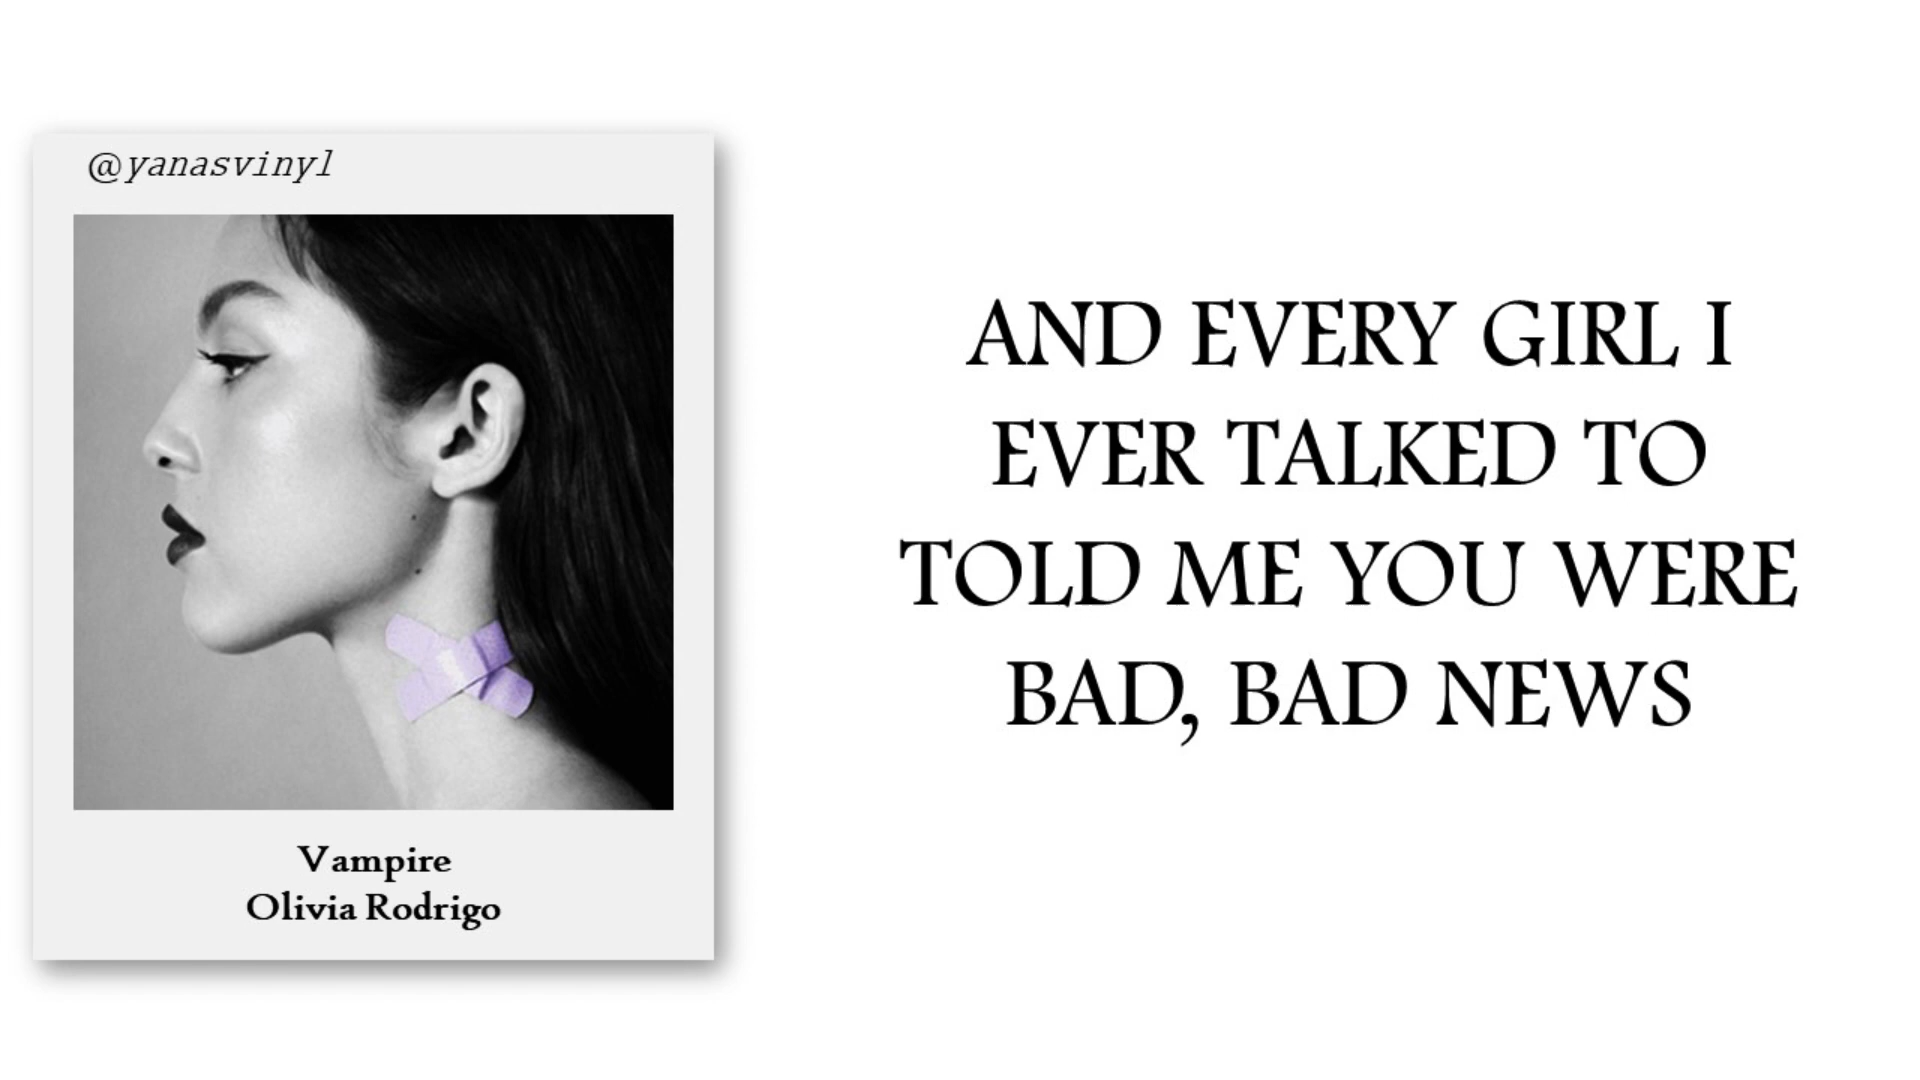 @yanasvinyl
Vampire
Olivia Rodrigo
AND EVERY GIRL I
EVER TALKED TO
TOLD ME YOU WERE
BAD, BAD NEWS